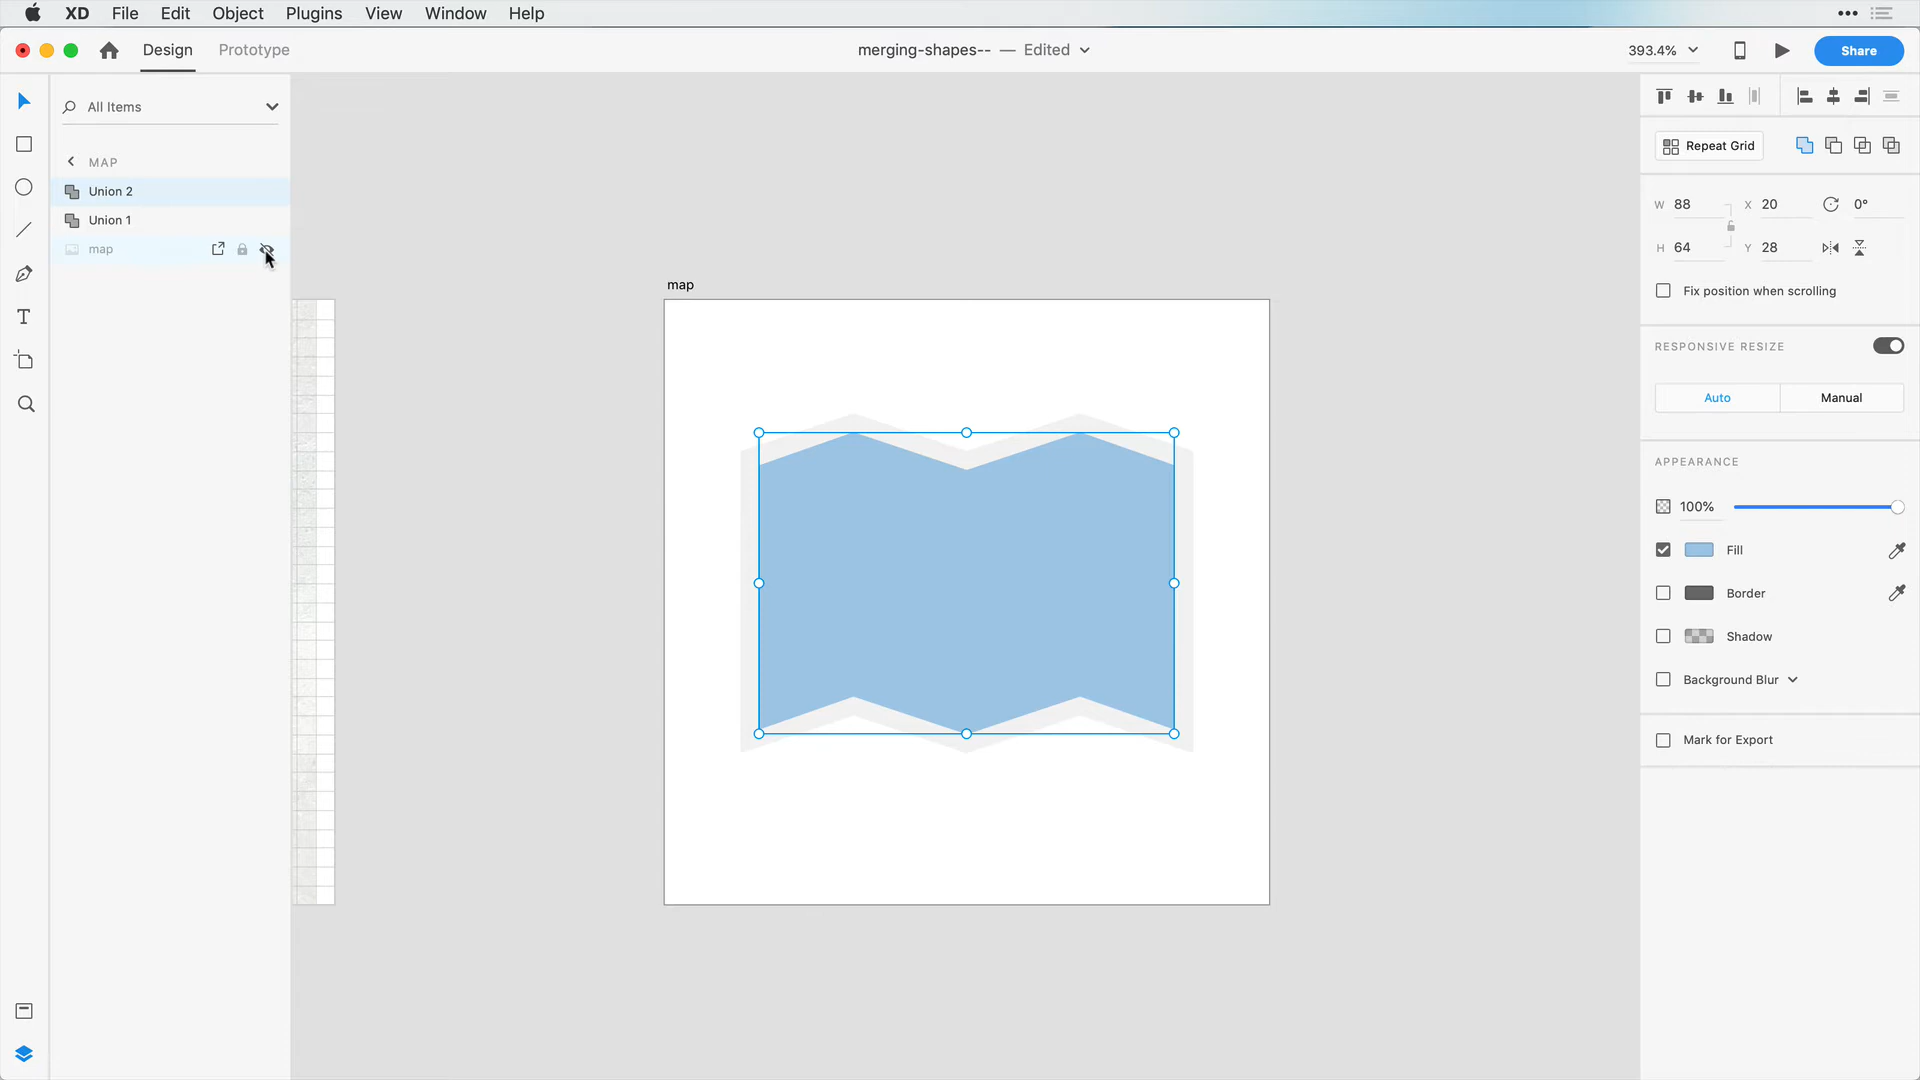 XD File Edit Object Plugins View Window Help
Design Prototype merging-shapes-- — Edited 393.4% Share
All Items
MAP
Union 2
Union 1
map
map
Repeat Grid
W 88 X 20 0°
H 64 Y 28
Fix position when scrolling
RESPONSIVE RESIZE
Auto Manual
APPEARANCE
100%
Fill
Border
Shadow
Background Blur
Mark for Export